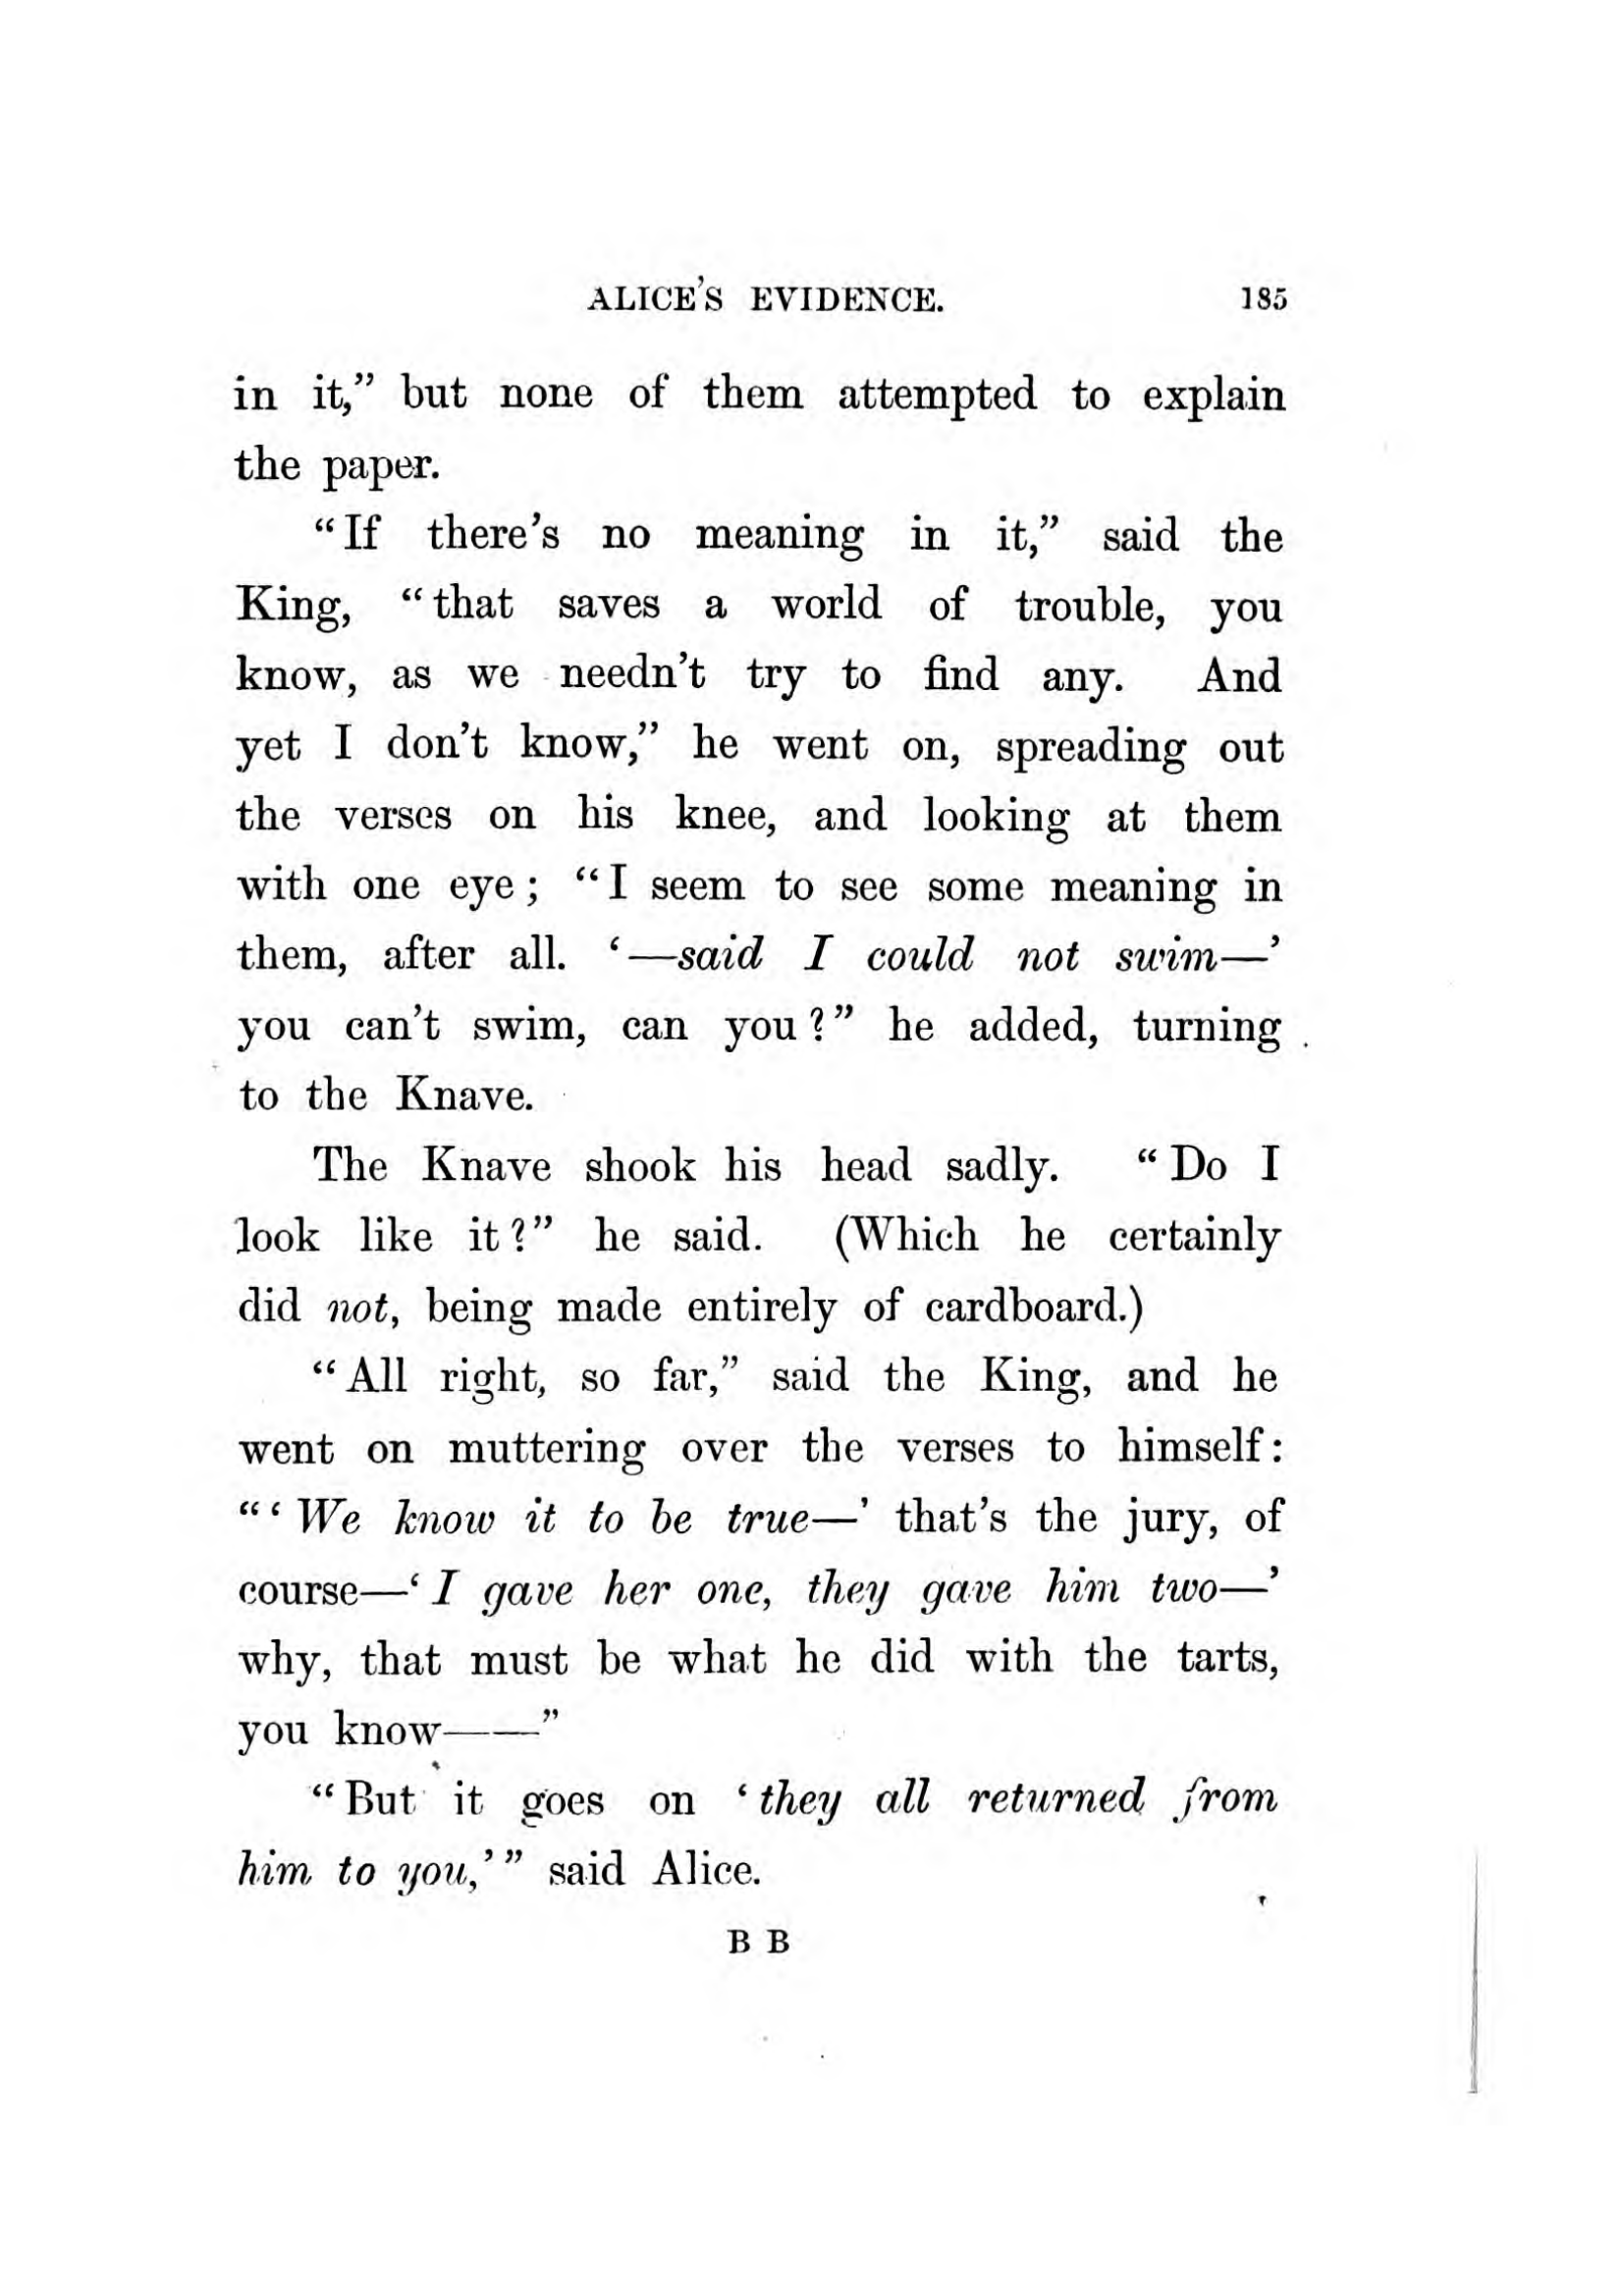 ALICE'S EVIDENCE. 185
in it,” but none of them attempted to explain
the paper.
“If there’s no meaning in it,” said the
King, “that saves a world of trouble, you
know, as we needn’t try to find any. And
yet I don’t know,” he went on, spreading out
the verses on his knee, and looking at them
with one eye; “I seem to see some meaning in
them, after all. ‘—said I could not swim—’
you can’t swim, can you?” he added, turning
to the Knave.
The Knave shook his head sadly. “Do I
look like it?” he said. (Which he certainly
did not, being made entirely of cardboard.)
“All right, so far,” said the King, and he
went on muttering over the verses to himself:
“‘We know it to be true—’ that’s the jury, of
course—‘I gave her one, they gave him two—’
why, that must be what he did with the tarts,
you know——”
“But it goes on ‘they all returned from
him to you,’” said Alice.
B B